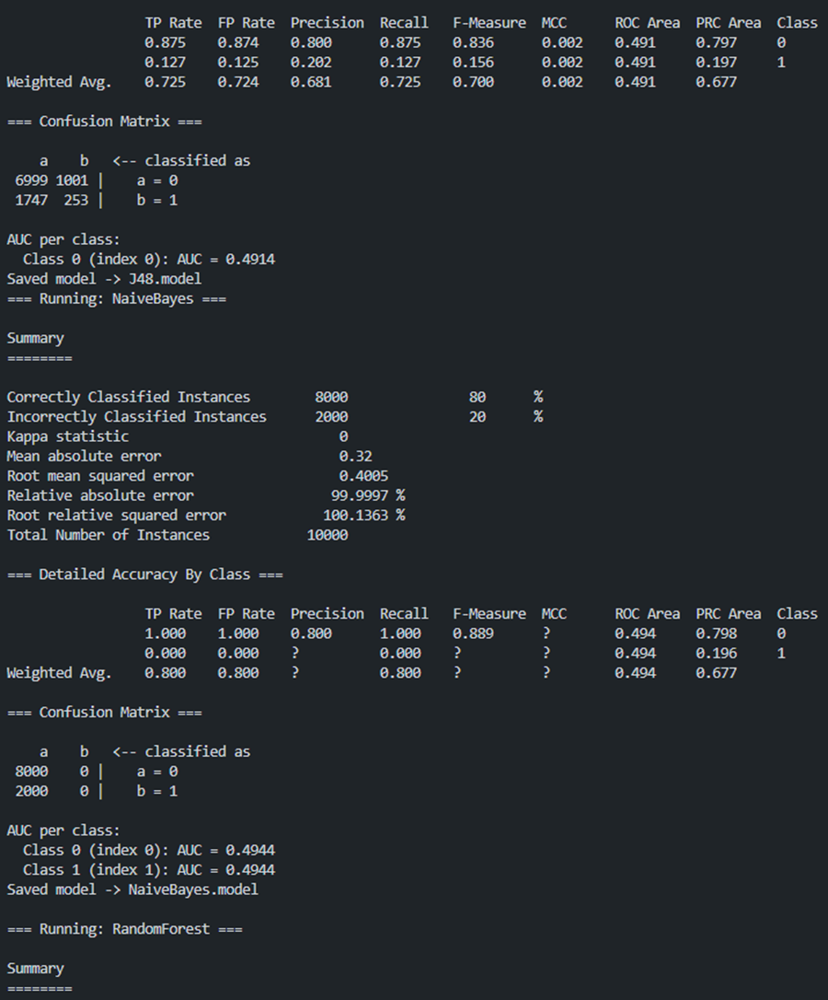 TP Rate  FP Rate  Precision  Recall   F-Measure  MCC      ROC Area  PRC Area  Class
0.875    0.874    0.800      0.875    0.836      0.002    0.491     0.797     0
0.127    0.125    0.202      0.127    0.156      0.002    0.491     0.197     1
Weighted Avg.    0.725    0.724    0.681      0.725    0.700      0.002    0.491     0.677
=== Confusion Matrix ===
a    b   <-- classified as
6999 1001 |    a = 0
1747  253 |    b = 1
AUC per class:
Class 0 (index 0): AUC = 0.4914
Saved model -> J48.model
=== Running: NaiveBayes ===
Summary
========
Correctly Classified Instances        8000               80      %
Incorrectly Classified Instances      2000               20      %
Kappa statistic                          0
Mean absolute error                      0.32
Root mean squared error                  0.4005
Relative absolute error                 99.9997 %
Root relative squared error            100.1363 %
Total Number of Instances            10000
=== Detailed Accuracy By Class ===
TP Rate  FP Rate  Precision  Recall   F-Measure  MCC      ROC Area  PRC Area  Class
1.000    1.000    0.800      1.000    0.889      ?        0.494     0.798     0
0.000    0.000    ?          0.000    ?          ?        0.494     0.196     1
Weighted Avg.    0.800    0.800    ?          0.800    ?          ?        0.494     0.677
=== Confusion Matrix ===
a    b   <-- classified as
8000    0 |    a = 0
2000    0 |    b = 1
AUC per class:
Class 0 (index 0): AUC = 0.4944
Class 1 (index 1): AUC = 0.4944
Saved model -> NaiveBayes.model
=== Running: RandomForest ===
Summary
========